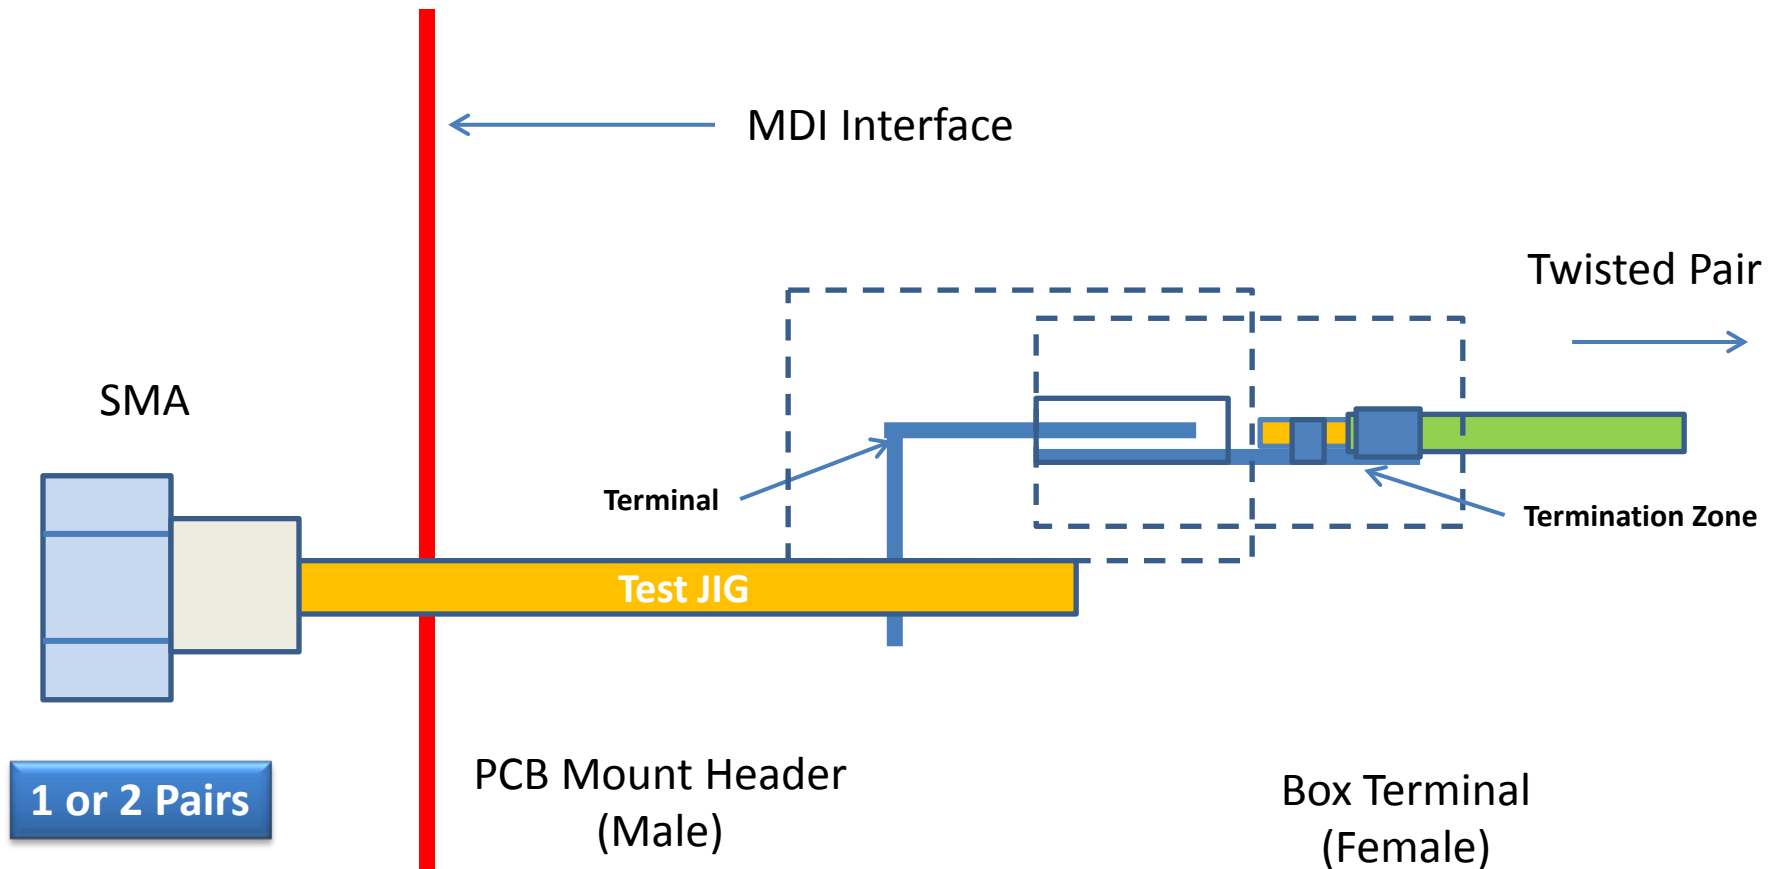 MDI Interface
Twisted Pair
SMA
Terminal
Termination Zone
Test JIG
PCB Mount Header
(Male)
1 or 2 Pairs
Box Terminal
(Female)